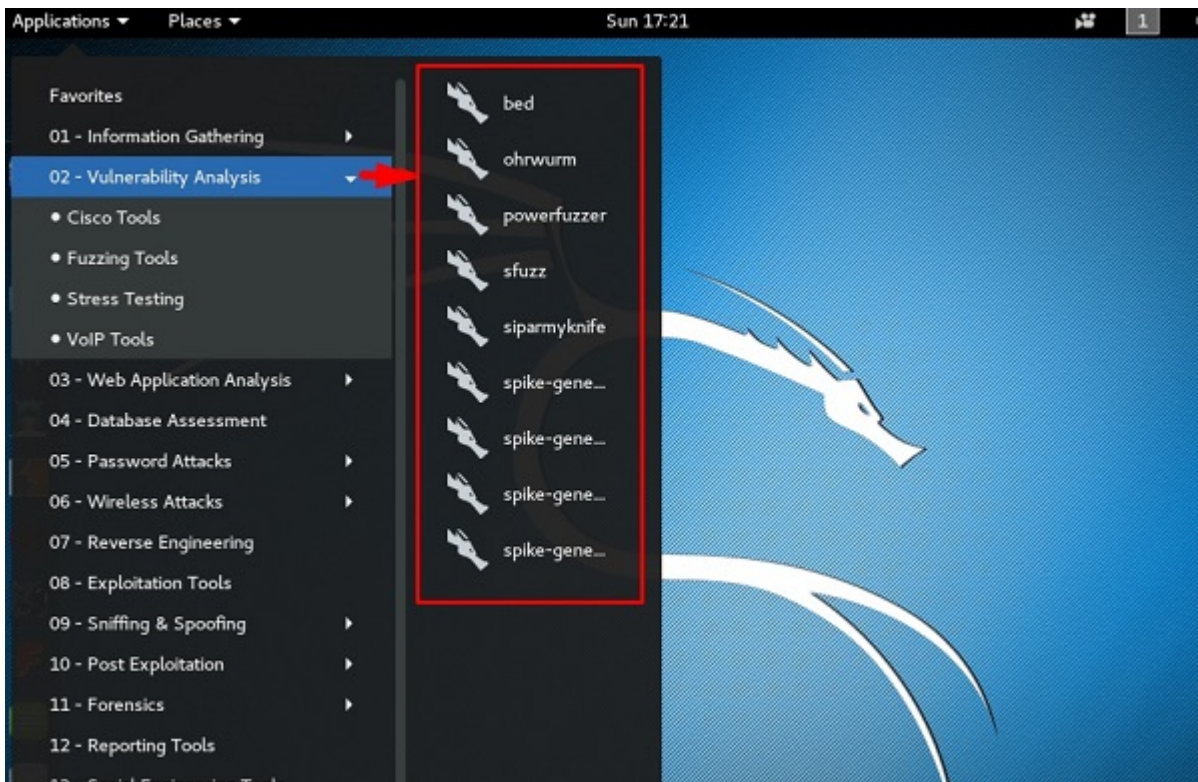 Applications Places Sun 17:21 1
Favorites
01 - Information Gathering
02 - Vulnerability Analysis
• Cisco Tools
• Fuzzing Tools
• Stress Testing
• VoIP Tools
03 - Web Application Analysis
04 - Database Assessment
05 - Password Attacks
06 - Wireless Attacks
07 - Reverse Engineering
08 - Exploitation Tools
09 - Sniffing & Spoofing
10 - Post Exploitation
11 - Forensics
12 - Reporting Tools
bed
ohrwurm
powerfuzzer
sfuzz
siparmyknife
spike-gene...
spike-gene...
spike-gene...
spike-gene...